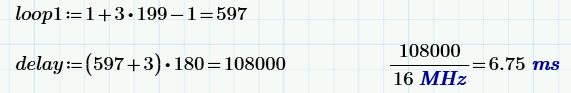 loop1:=1+3•199−1=597
delay:=(597+3)•180=108000
108000
16 MHz
=6.75 ms